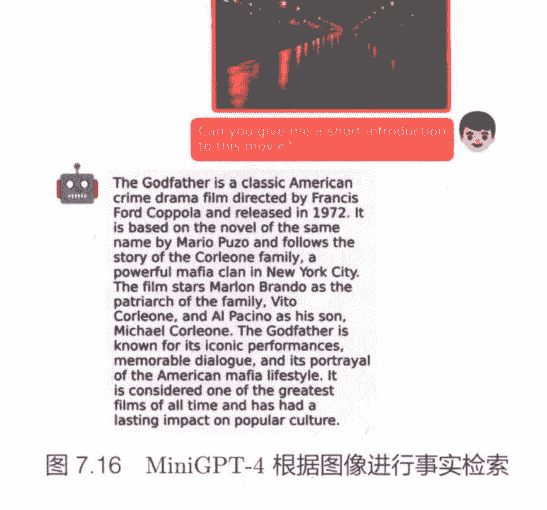 Can you give me a short introduction
to this movie?
The Godfather is a classic American
crime drama film directed by Francis
Ford Coppola and released in 1972. It
is based on the novel of the same
name by Mario Puzo and follows the
story of the Corleone family, a
powerful mafia clan in New York City.
The film stars Marlon Brando as the
patriarch of the family, Vito
Corleone, and Al Pacino as his son,
Michael Corleone. The Godfather is
known for its iconic performances,
memorable dialogue, and its portrayal
of the American mafia lifestyle. It
is considered one of the greatest
films of all time and has had a
lasting impact on popular culture.
图 7.16 MiniGPT-4 根据图像进行事实检索